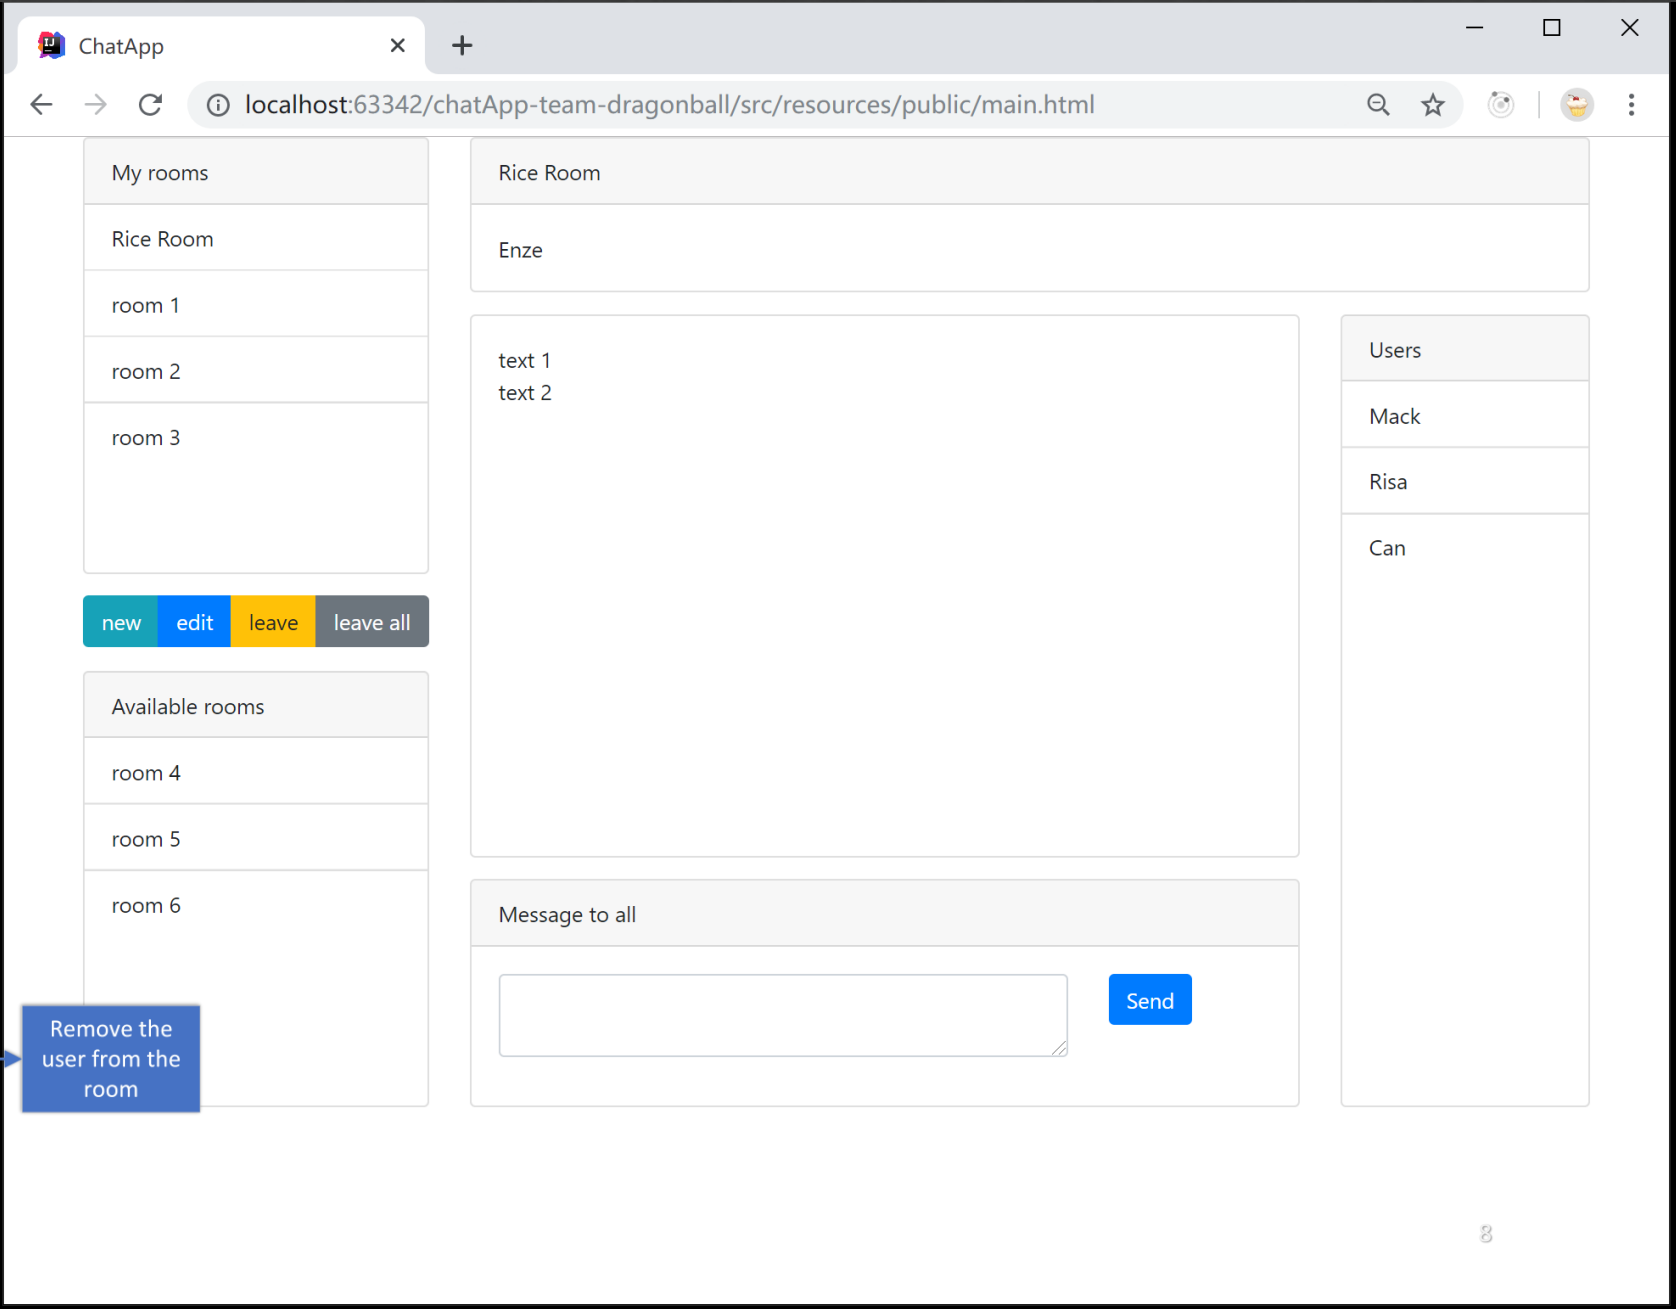 ChatApp
localhost:63342/chatApp-team-dragonball/src/resources/public/main.html
My rooms
Rice Room
room 1
room 2
room 3
new edit leave leave all
Available rooms
room 4
room 5
room 6
Remove the
user from the
room
Rice Room
Enze
text 1
text 2
Message to all
Send
Users
Mack
Risa
Can
8